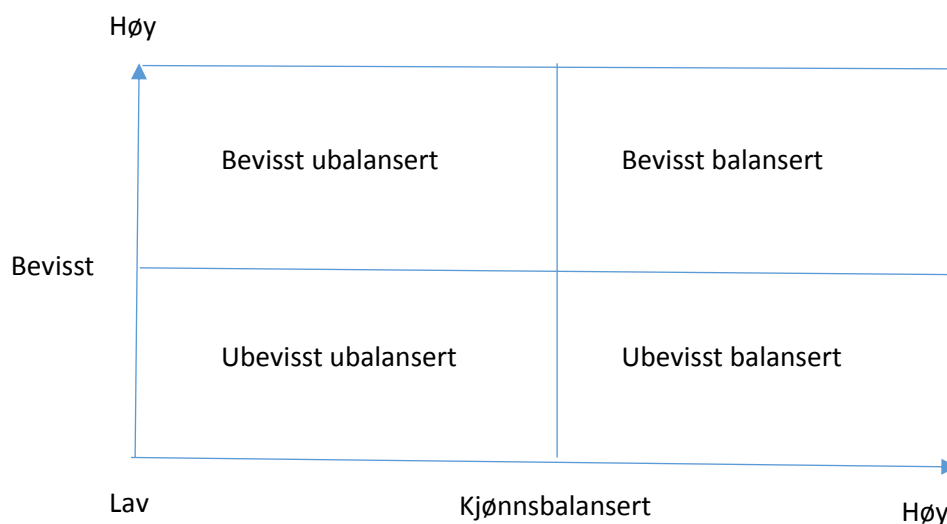 Høy
Bevisst ubalansert
Bevisst balansert
Bevisst
Ubevisst ubalansert
Ubevisst balansert
Lav
Kjønnsbalansert
Høy